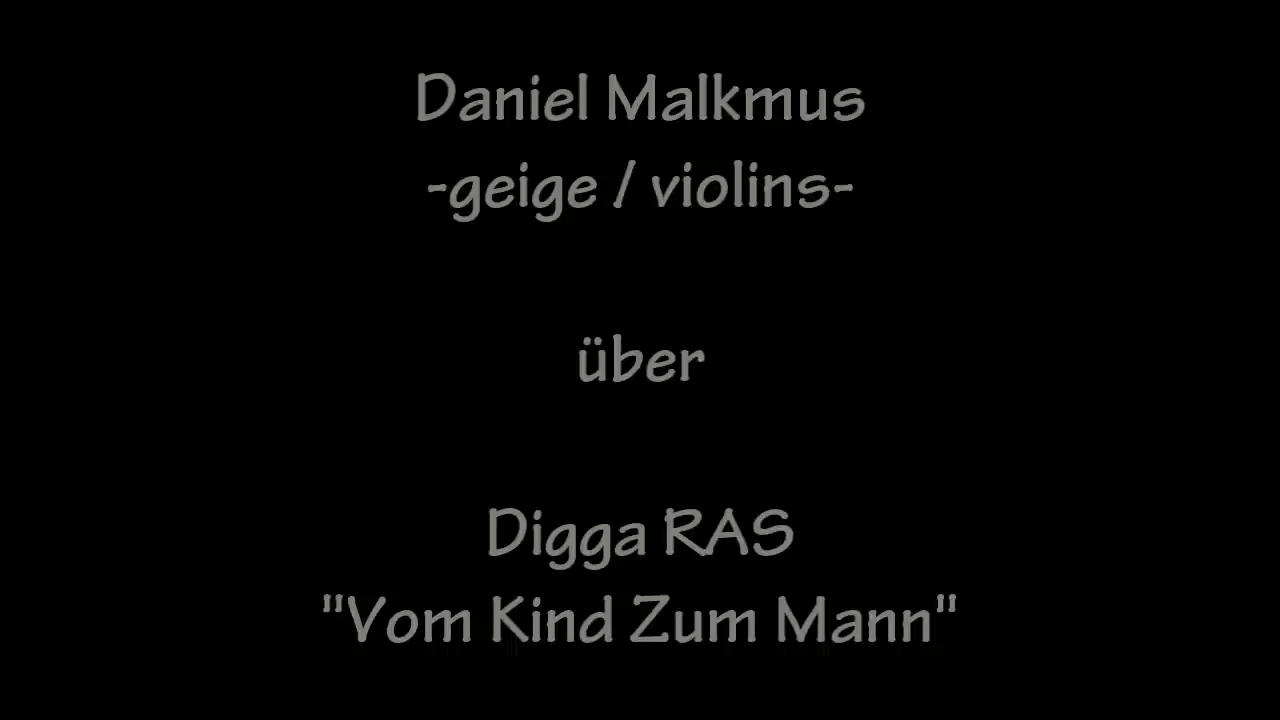 Daniel Malkmus
-geige / violins-
über
Digga RAS
"Vom Kind Zum Mann"